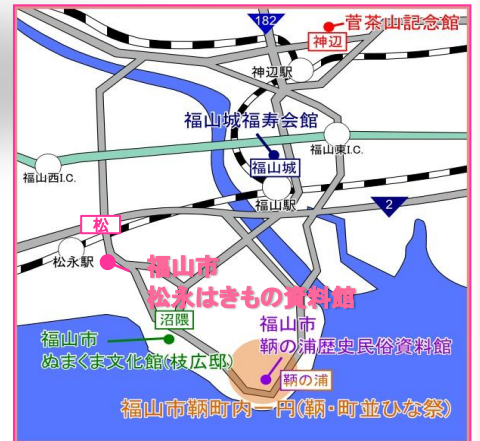 182
菅茶山記念館
神辺
神辺駅
福山城福寿会館
福山東I.C.
福山西I.C.
福山城
福山駅
2
松
松永駅
福山市
松永はきもの資料館
沼隈
福山市
鞆の浦歴史民俗資料館
福山市
ぬまくま文化館(枝広邸)
鞆の浦
福山市鞆町内一円(鞆・町並ひな祭)